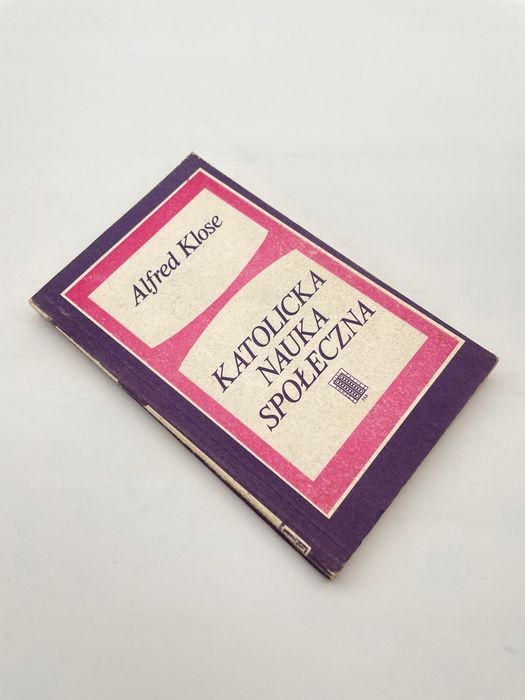 Alfred Klose
KATOLICKA
NAUKA
SPOŁECZNA